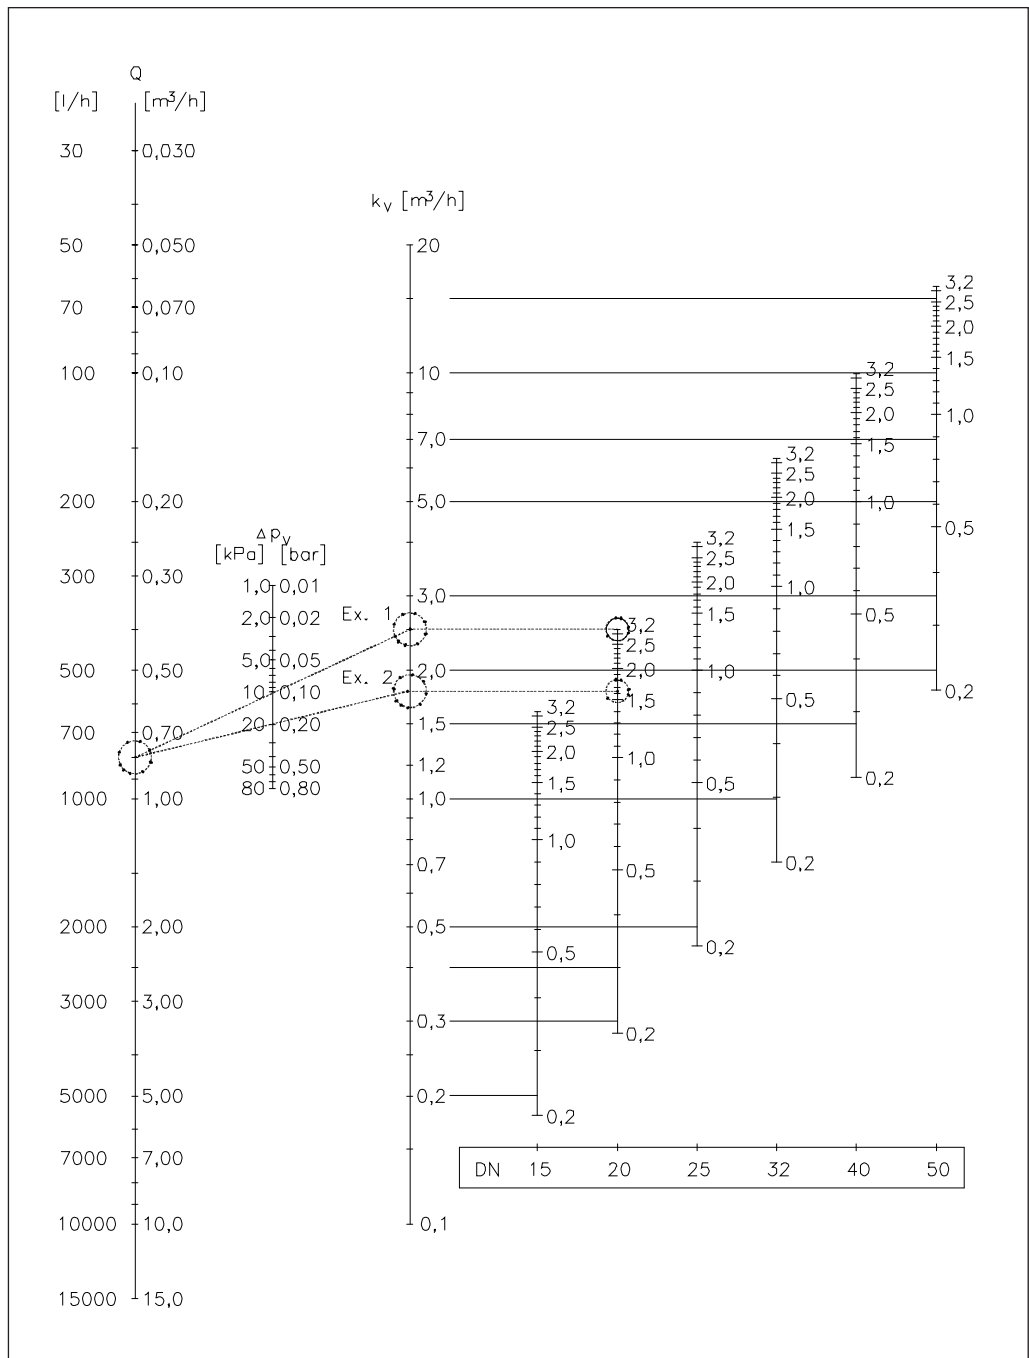 Q
[l/h] [m³/h]
30 0,030
kᵥ [m³/h]
50 0,050 20
3,2
70 0,070 2,5
2,0
1,5
100 0,10 10 3,2
2,5
2,0 1,0
7,0 1,5
3,2
2,5
200 0,20 5,0 2,0 1,0
0,5
Δpᵥ 1,5
[kPa] [bar] 3,2
300 0,30 2,5
1,0 0,01 2,0 1,0
3,0
2,0 0,02 Ex. 1 3,2 1,5 0,5
2,5
5,0 0,05 2,0
500 0,50 2,0 1,0
Ex. 2
10 0,10 1,5 0,5 0,2
3,2
20 0,20 1,5 2,5
700 0,70
2,0 1,0
50 0,50 1,2
1,5 0,5 0,2
80 0,80
1000 1,00 1,0
1,0
0,7 0,5 0,2
2000 2,00 0,5
0,5 0,2
3000 3,00
0,3 0,2
5000 5,00 0,2
0,2
7000 7,00 DN 15 20 25 32 40 50
10000 10,0 0,1
15000 15,0